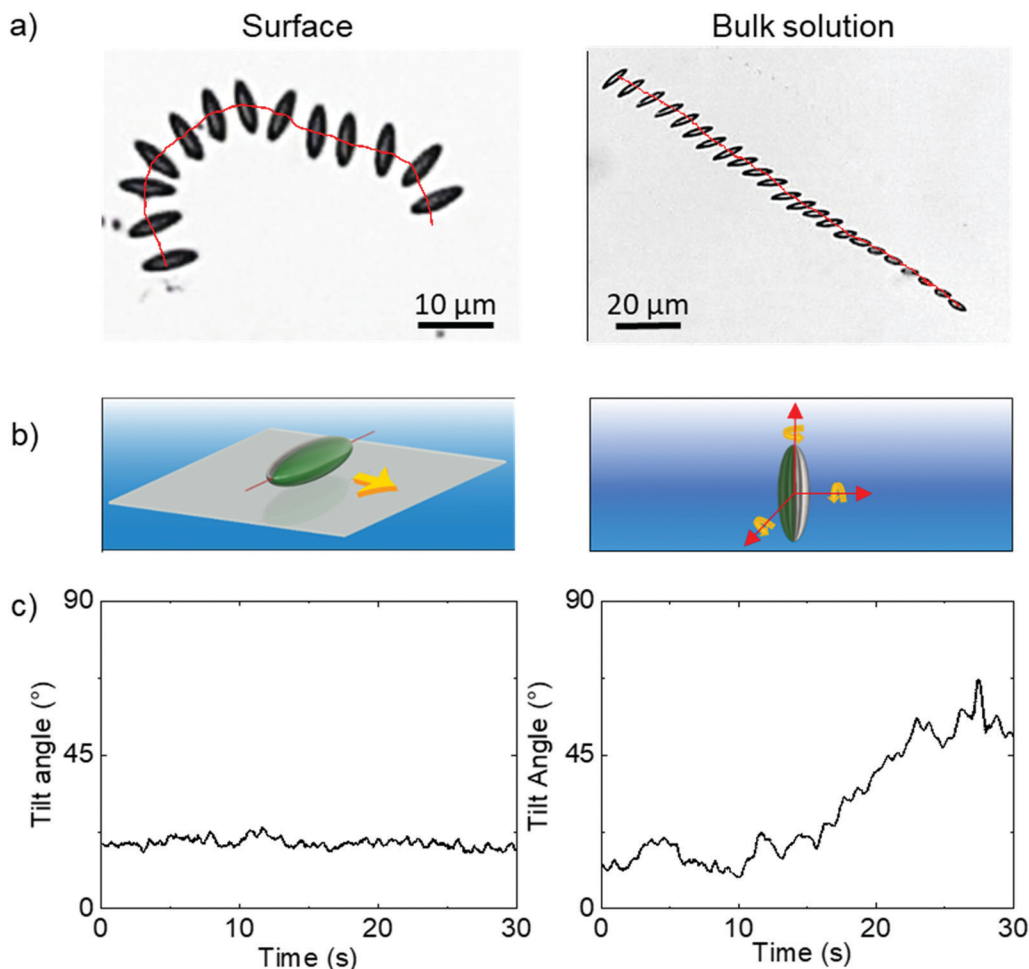 a)
Surface
Bulk solution
10 µm
20 µm
b)
c)
90
45
0
Tilt angle (°)
0
10
20
30
Time (s)
90
45
0
Tilt Angle (°)
0
10
20
30
Time (s)